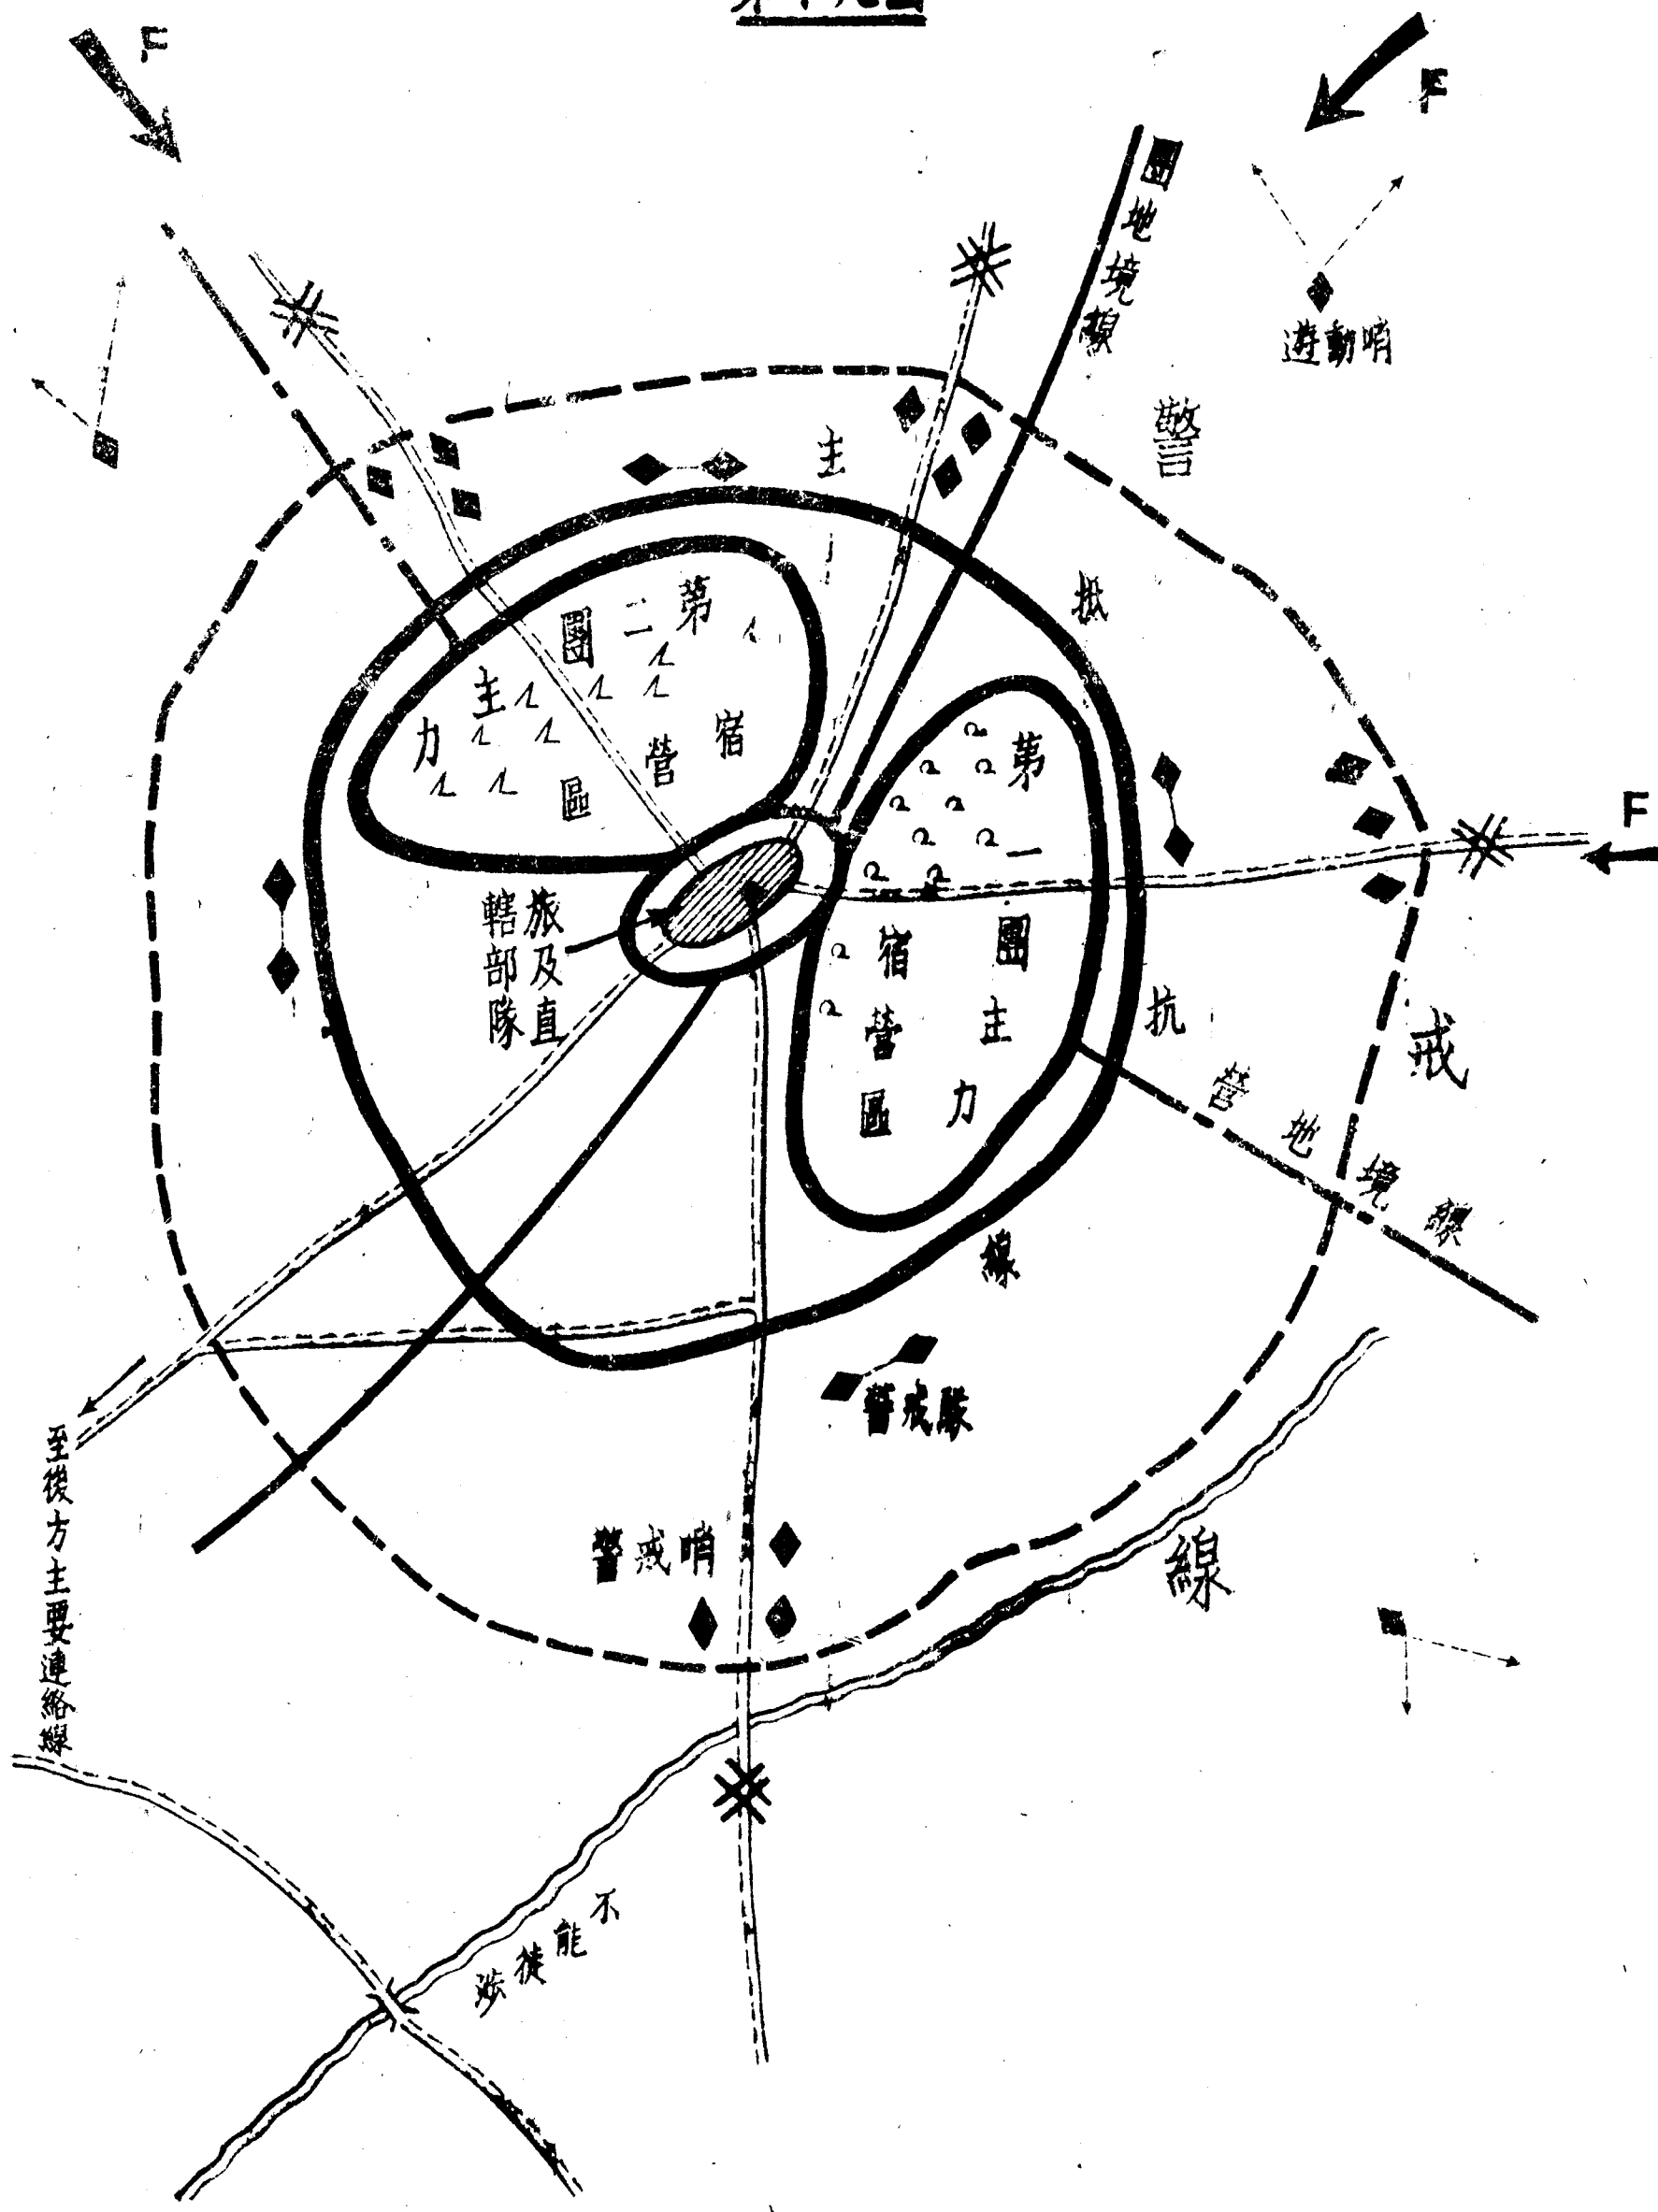 F
F
團地境線
遊動哨
警戒線
主抵抗線
第二團主力
宿營區
第一團主力
宿營區
F
旅及直
轄部隊
營地境線
警戒隊
警戒哨
至後方主要連絡線
不能徒涉